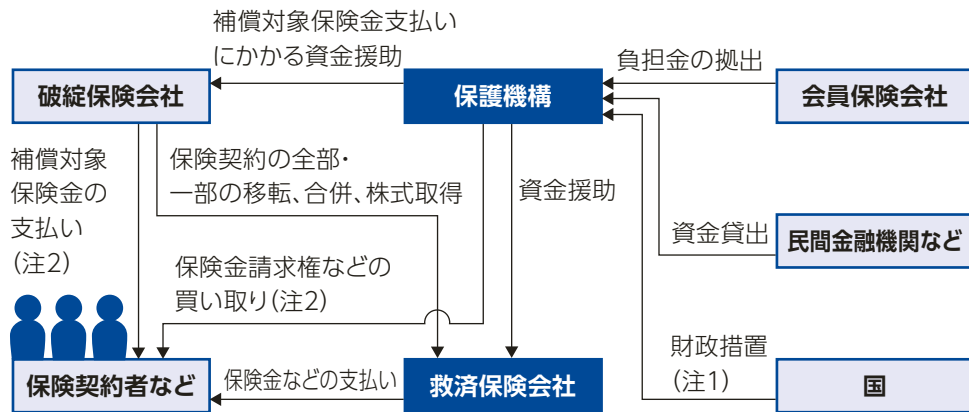 補償対象保険金支払い
にかかる資金援助
負担金の拠出
破綻保険会社
保護機構
会員保険会社
補償対象
保険金の
支払い
(注2)
保険契約の全部・
一部の移転、合併、株式取得
資金援助
資金貸出
民間金融機関など
保険金請求権などの
買い取り(注2)
財政措置
(注1)
保険契約者など
保険金などの支払い
救済保険会社
国